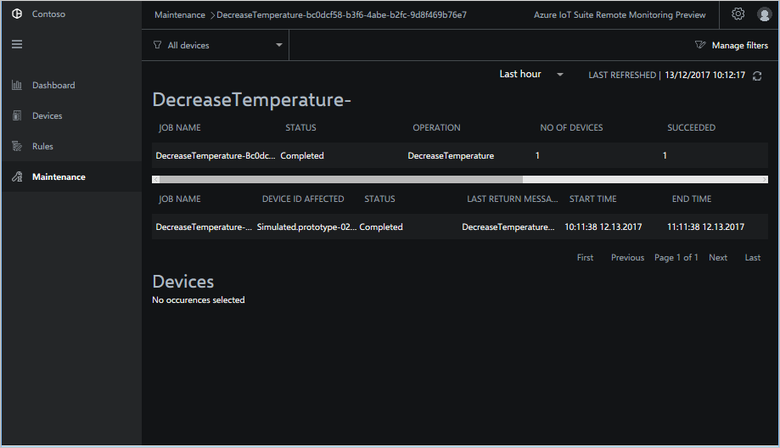 Contoso
Maintenance >DecreaseTemperature-bc0dcf58-b3f6-4abe-b2fc-9d8f469b76e7
Azure IoT Suite Remote Monitoring Preview
All devices
Manage filters
Dashboard
Devices
Rules
Maintenance
Last hour
LAST REFRESHED | 13/12/2017 10:12:17
DecreaseTemperature-
JOB NAME STATUS OPERATION NO OF DEVICES SUCCEEDED
DecreaseTemperature-Bc0dc... Completed DecreaseTemperature 1 1
JOB NAME DEVICE ID AFFECTED STATUS LAST RETURN MESSA... START TIME END TIME
DecreaseTemperature-... Simulated.prototype-02... Completed DecreaseTemperature... 10:11:38 12.13.2017 11:11:38 12.13.2017
First Previous Page 1 of 1 Next Last
Devices
No occurences selected